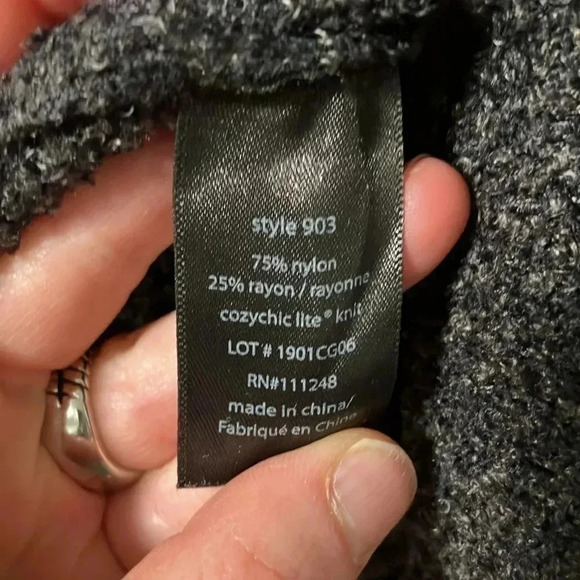 style 903
75% nylon
25% rayon / rayonne
cozychic lite® knit
LOT # 1901CG06
RN#111248
made in china/
Fabriqué en Chine